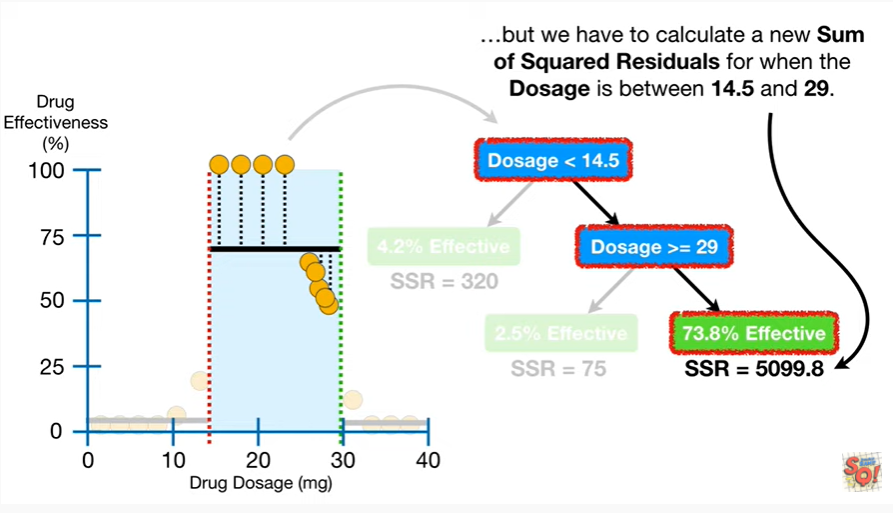 …but we have to calculate a new Sum
of Squared Residuals for when the
Dosage is between 14.5 and 29.
Drug
Effectiveness
(%)
100
75
50
25
0
0 10 20 30 40
Drug Dosage (mg)
Dosage < 14.5
4.2% Effective
SSR = 320
Dosage >= 29
2.5% Effective
SSR = 75
73.8% Effective
SSR = 5099.8
SQ!